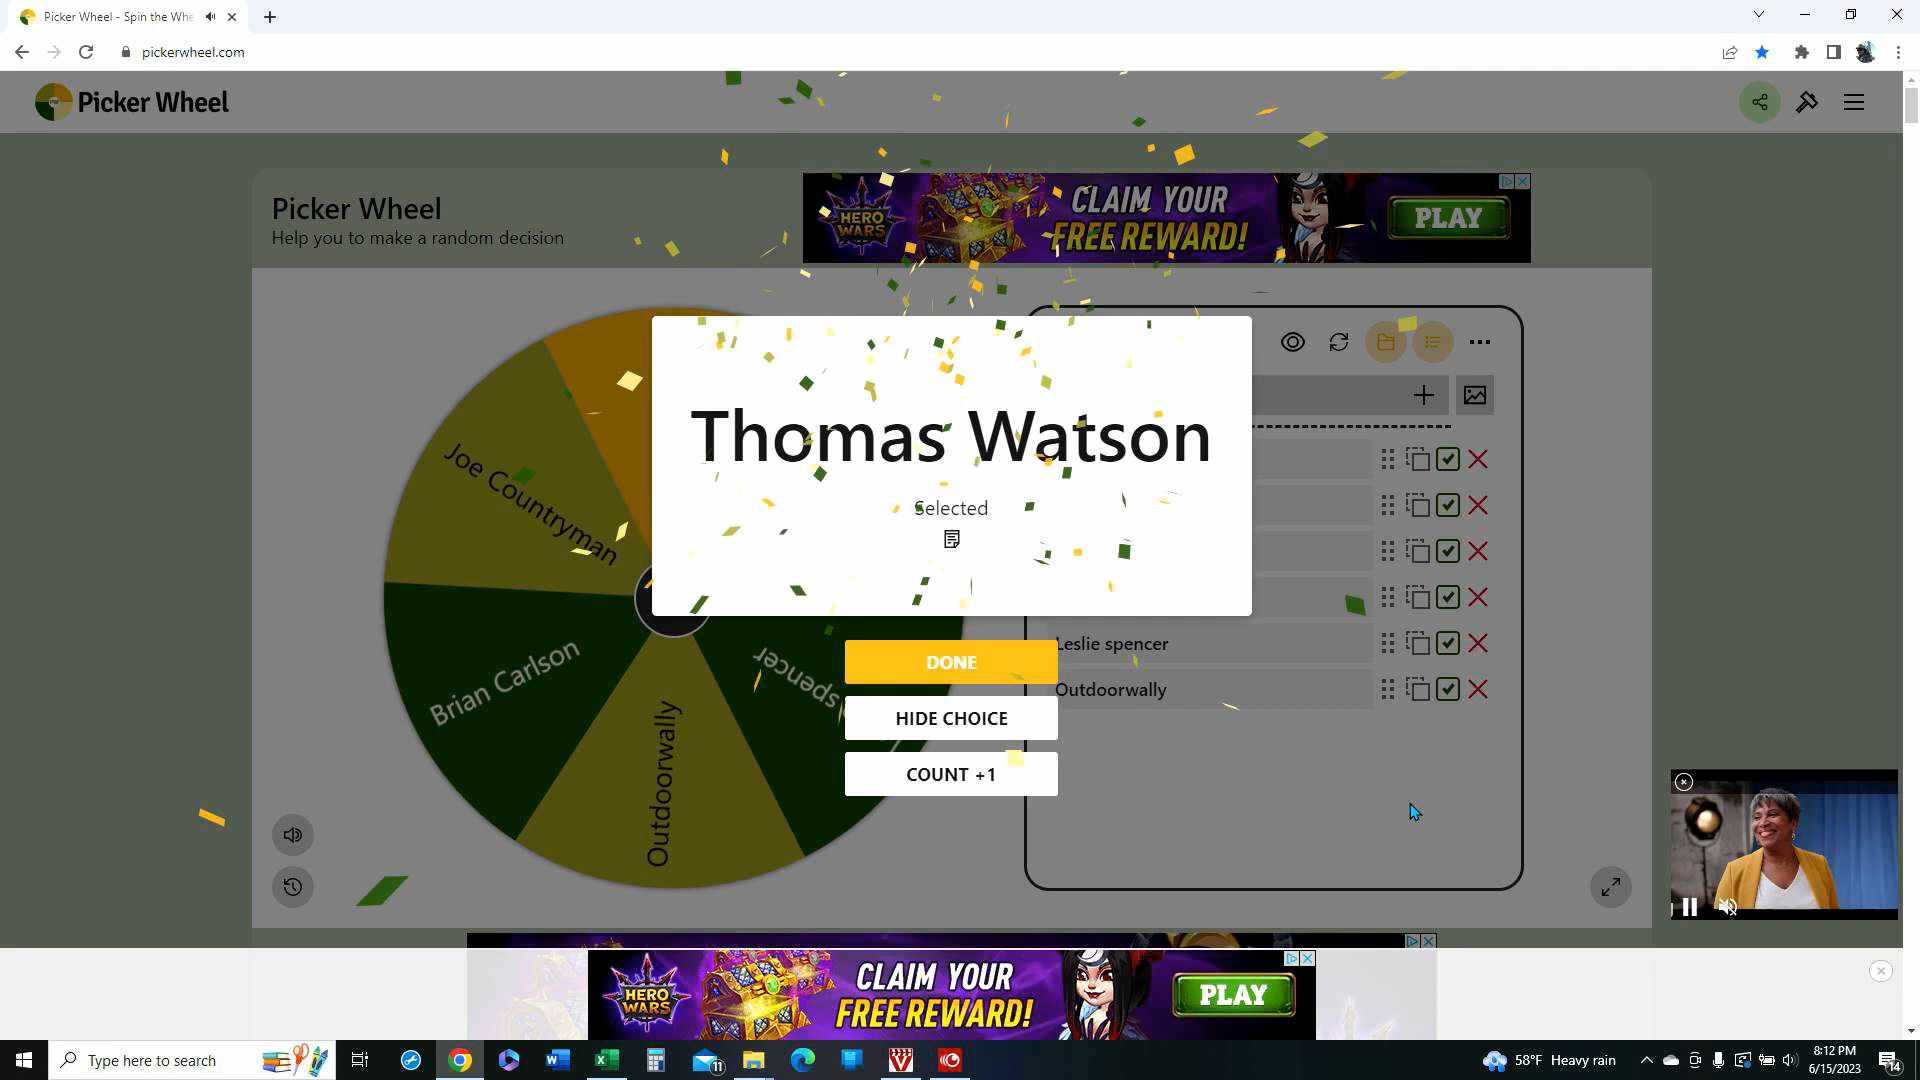 Picker Wheel - Spin the Whe
pickerwheel.com
Picker Wheel
Picker Wheel
Help you to make a random decision
HERO
WARS
CLAIM YOUR
FREE REWARD!
PLAY
Thomas Watson
Selected
Joe Countryman
Brian Carlson
Outdoorwally
spencer
DONE
HIDE CHOICE
COUNT +1
Leslie spencer
Outdoorwally
HERO
WARS
CLAIM YOUR
FREE REWARD!
PLAY
Type here to search
11
58°F Heavy rain
8:12 PM
6/15/2023
14